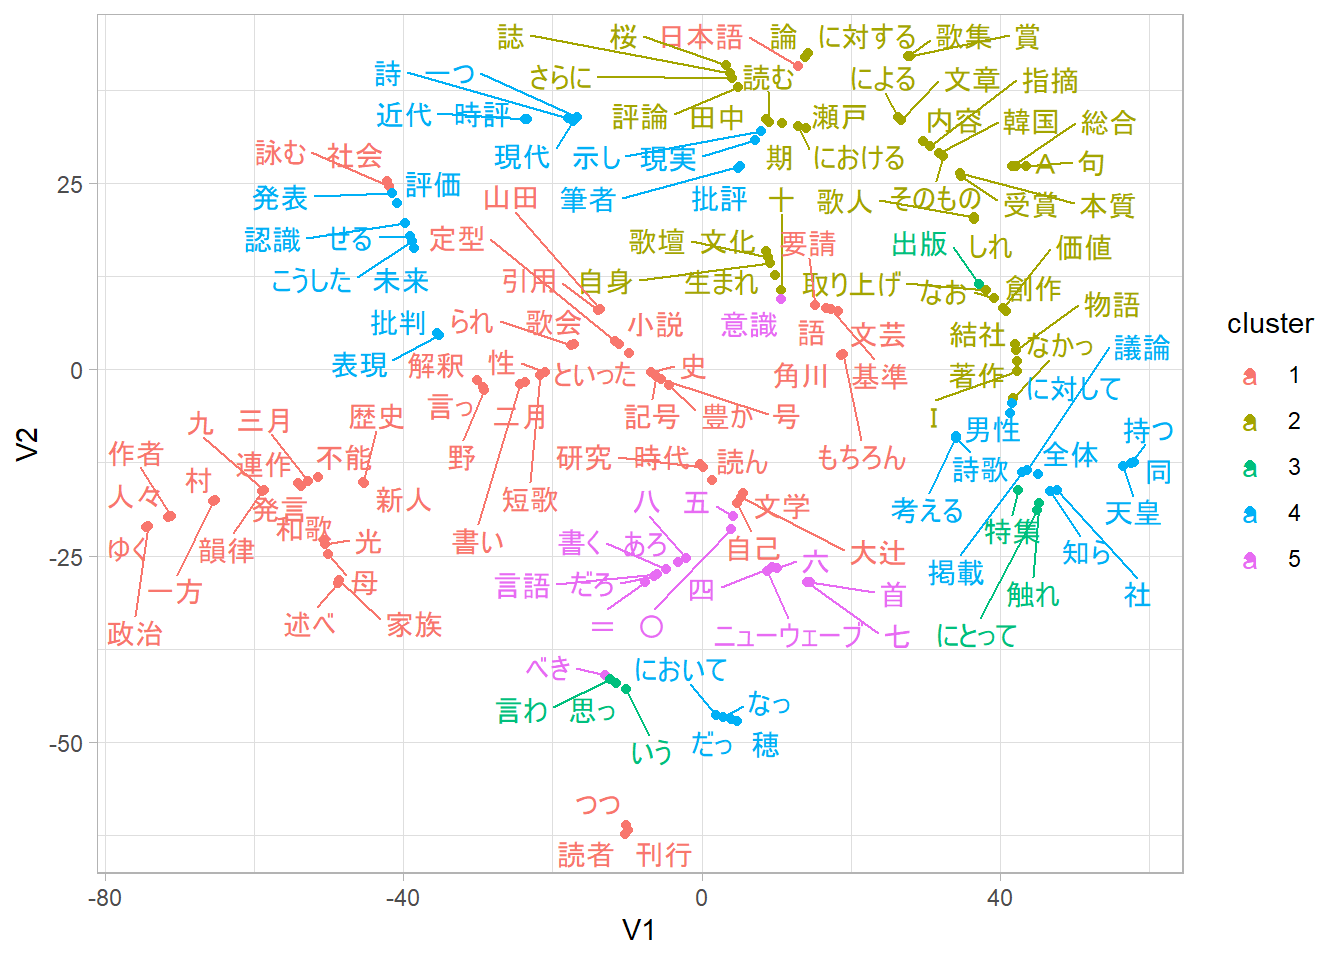 誌 桜 日本語 論 に対する 歌集 賞
詩 一つ さらに 読む による 文章 指摘
近代 時評 評論 田中 瀬戸 内容 韓国 総合
詠む 社会 現代 示し 現実 期 における A 句
発表 評価 山田 筆者 批評 十 歌人 そのもの 受賞 本質
認識 せる 定型 歌壇 文化 要請 出版 しれ 価値
こうした 未来 引用 自身 生まれ 取り上げ なお 創作 物語
批判 られ 歌会 小説 意識 語 文芸 結社 なかっ 議論
表現 解釈 性 といった 史 角川 基準 著作 に対して
九 三月 言っ 二月 記号 豊か 号 I 男性 持つ
作者 連作 不能 歴史 野 研究 時代 読ん もちろん 詩歌 全体 同
人々 村 発言 新人 短歌 八 五 文学 考える 天皇
ゆく 韻律 和歌 光 書い 書く あろ 自己 大辻 特集 知ら
一方 母 言語 だろ 四 六 首 掲載 触れ 社
政治 述べ 家族 = 〇 ニューウェーブ 七 にとって
べき において
言わ 思っ なっ
いう だっ 穂
つつ
読者 刊行
25
0
-25
-50
-80 -40 0 40
V1
V2
cluster
a 1
a 2
a 3
a 4
a 5